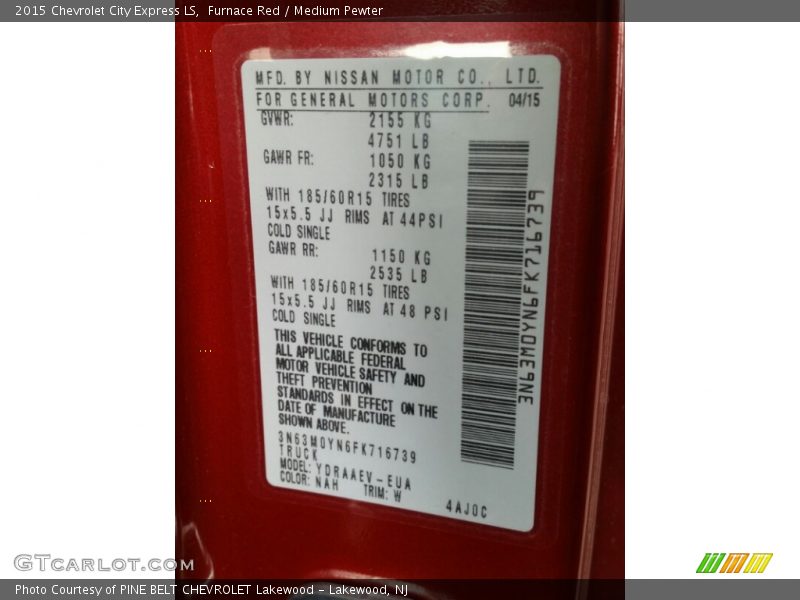 2015 Chevrolet City Express LS,  Furnace Red / Medium Pewter
MFD. BY NISSAN MOTOR CO., LTD.
FOR GENERAL MOTORS CORP. 04/15
GVWR: 2155 KG
4751 LB
GAWR FR: 1050 KG
2315 LB
WITH 185/60R15 TIRES
15x5.5 JJ RIMS AT 44PSI
COLD SINGLE
GAWR RR: 1150 KG
2535 LB
WITH 185/60R15 TIRES
15x5.5 JJ RIMS AT 48 PSI
COLD SINGLE
THIS VEHICLE CONFORMS TO
ALL APPLICABLE FEDERAL
MOTOR VEHICLE SAFETY AND
THEFT PREVENTION
STANDARDS IN EFFECT ON THE
DATE OF MANUFACTURE
SHOWN ABOVE.
3N63M0YN6FK716739
TRUCK
MODEL: YDRAAEV-EUA
COLOR: NAH TRIM: W
4AJ0C
3N63M0YN6FK716739
GTcarlot.com
Photo Courtesy of PINE BELT CHEVROLET Lakewood - Lakewood, NJ